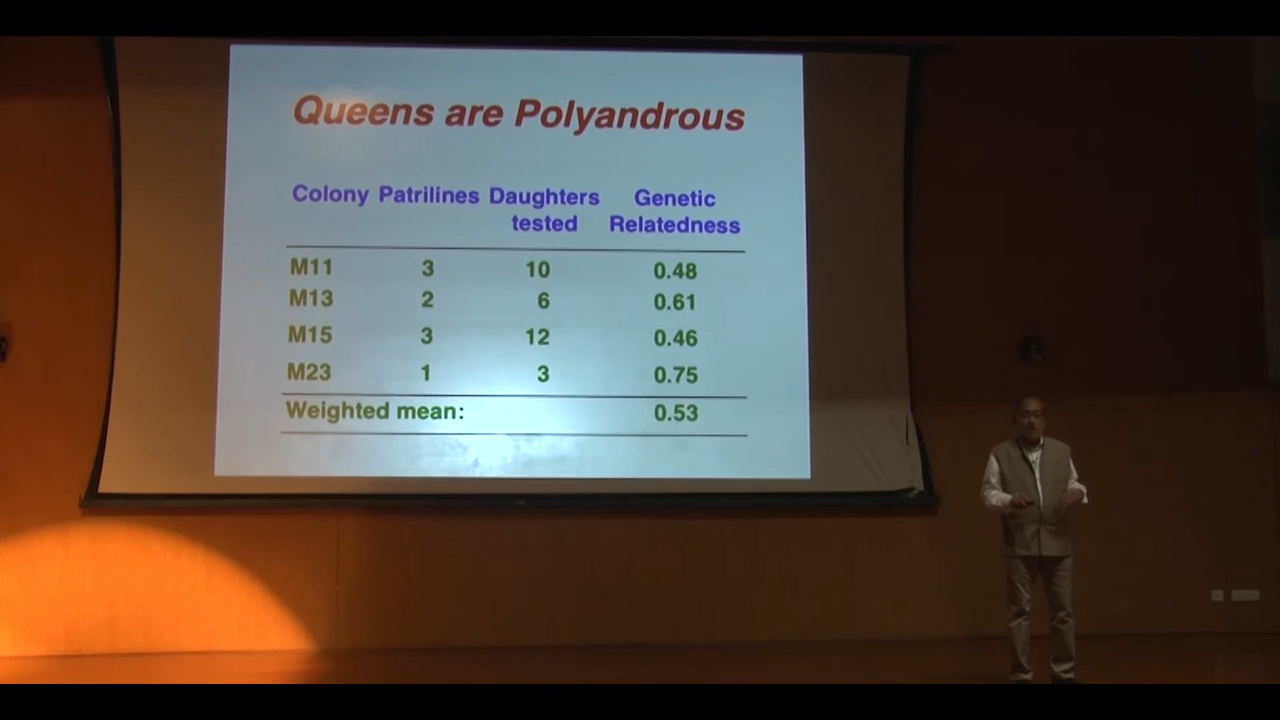 Queens are Polyandrous
Colony Patrilines Daughters tested Genetic Relatedness
M11 3 10 0.48
M13 2 6 0.61
M15 3 12 0.46
M23 1 3 0.75
Weighted mean: 0.53